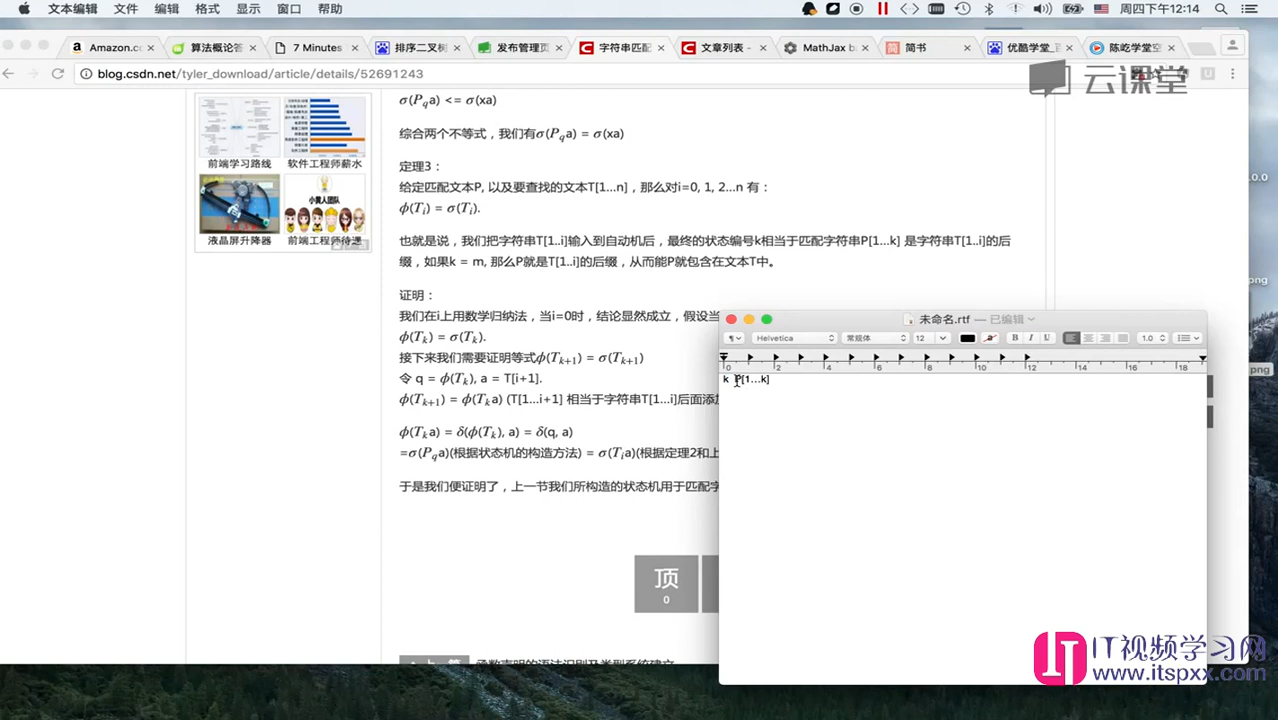 文本编辑 文件 编辑 格式 显示 窗口 帮助
周四下午12:14
Amazon.c
算法概论答
7 Minutes
排序二叉树
发布管理页
字符串匹配
文章列表 -
MathJax b
简书
优酷学堂_
陈屹学堂空
blog.csdn.net/tyler_download/article/details/52691243
云课堂
σ(P_q a) <= σ(xa)
综合两个不等式，我们有σ(P_q a) = σ(xa)
前端学习路线 软件工程师薪水
定理3：
给定匹配文本P, 以及要查找的文本T[1...n]，那么对i=0, 1, 2...n 有：
ϕ(T_i) = σ(T_i).
小黄人团队
液晶屏升降器 前端工程师待遇
也就是说，我们把字符串T[1..i]输入到自动机后，最终的状态编号k相当于匹配字符串P[1...k] 是字符串T[1..i]的后
缀，如果k = m, 那么P就是T[1..i]的后缀，从而能P就包含在文本T中。
证明：
我们在i上用数学归纳法，当i=0时，结论显然成立，假设当
ϕ(T_k) = σ(T_k).
接下来我们需要证明等式ϕ(T_{k+1}) = σ(T_{k+1})
令 q = ϕ(T_k), a = T[i+1].
ϕ(T_{k+1}) = ϕ(T_k a) (T[1...i+1] 相当于字符串T[1...i]后面添加
ϕ(T_k a) = δ(ϕ(T_k), a) = δ(q, a)
=σ(P_q a)(根据状态机的构造方法) = σ(T_i a)(根据定理2和上
于是我们便证明了，上一节我们所构造的状态机用于匹配字
顶
0
未命名.rtf — 已编辑
Helvetica 常规体 12 B I U 1.0
0 2 4 6 8 10 12 14 16 18
k P[1...k]
.0.0
png
png
IT视频学习网
www.itspxx.com